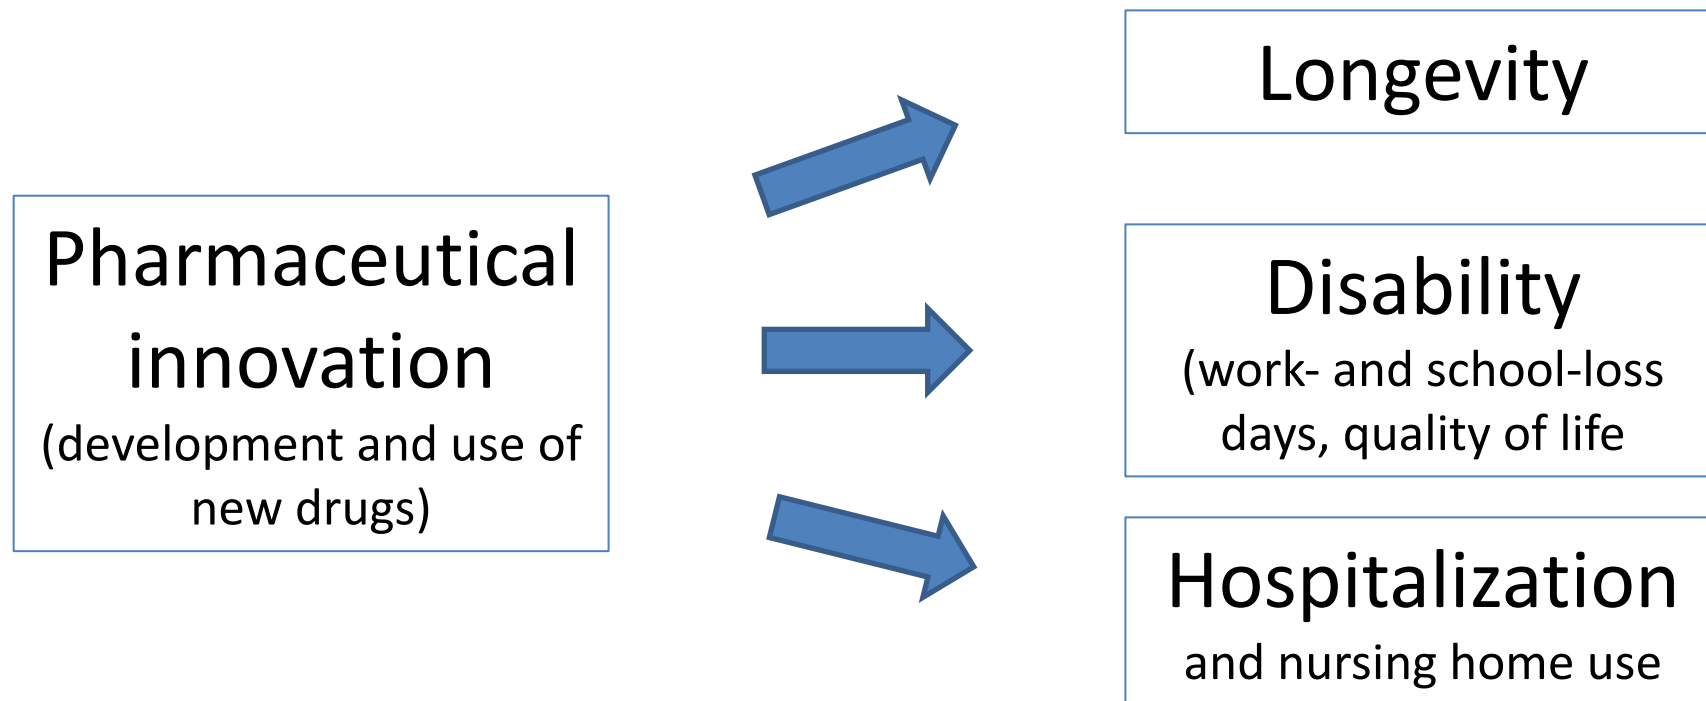 Pharmaceutical
innovation
(development and use of
new drugs)
Longevity
Disability
(work- and school-loss
days, quality of life
Hospitalization
and nursing home use